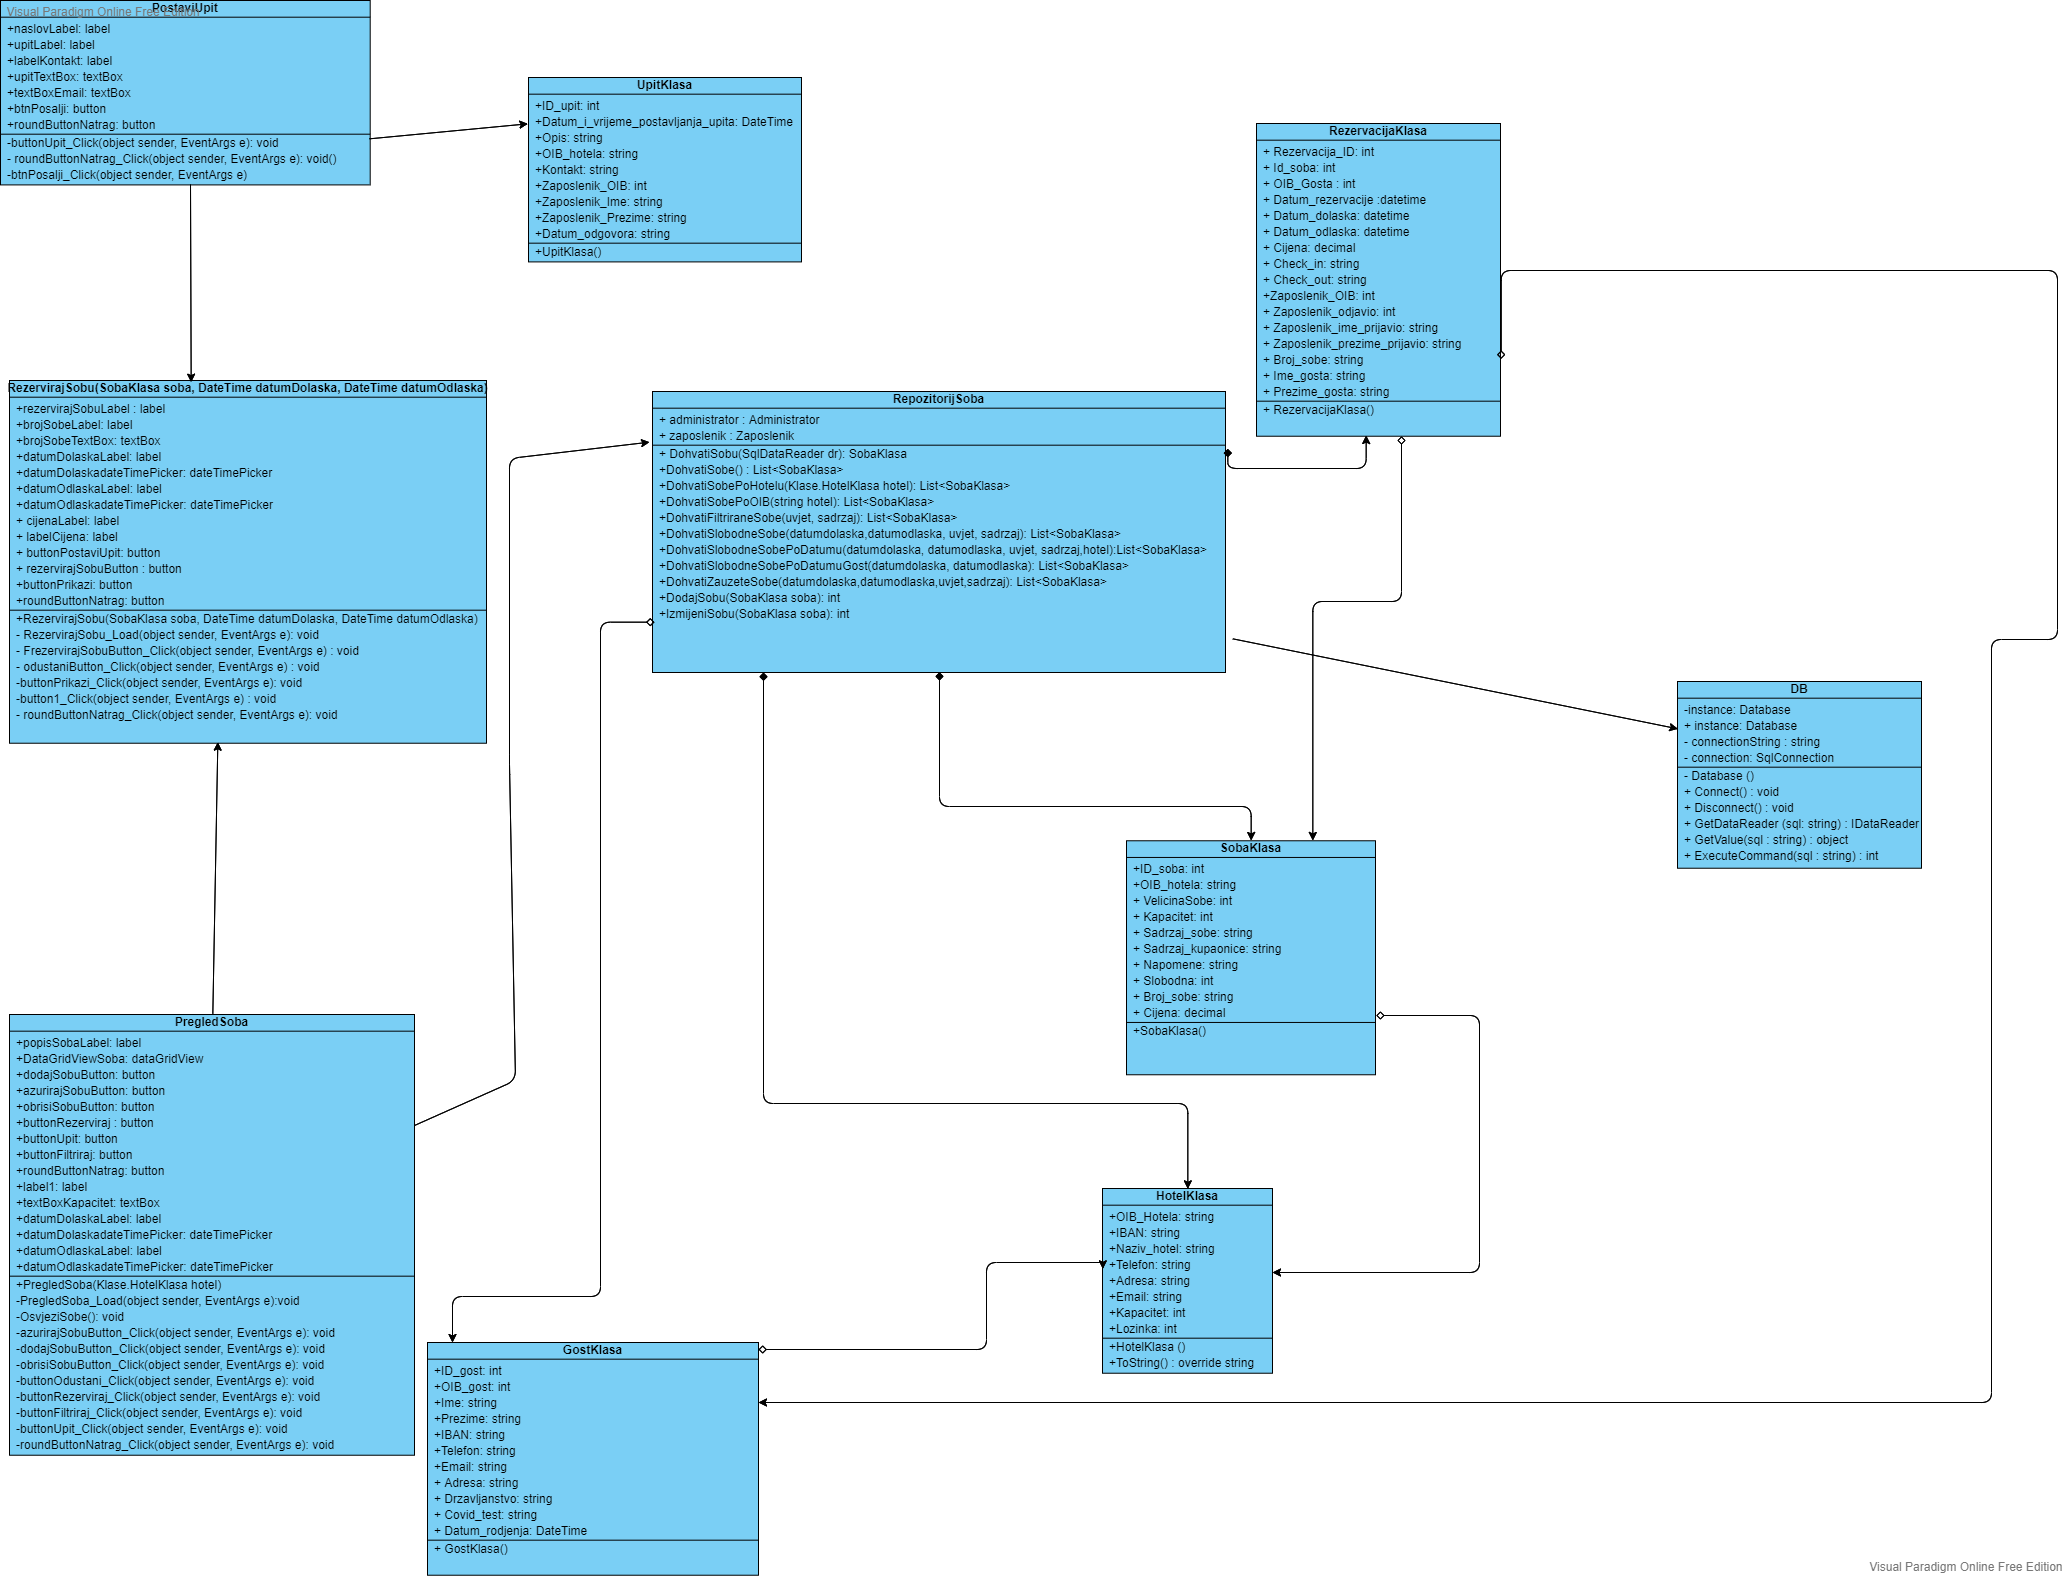 Visual Paradigm Online Free Edition
PostaviUpit
+naslovLabel: label
+upitLabel: label
+labelKontakt: label
+upitTextBox: textBox
+textBoxEmail: textBox
+btnPosalji: button
+roundButtonNatrag: button
-buttonUpit_Click(object sender, EventArgs e): void
- roundButtonNatrag_Click(object sender, EventArgs e): void()
-btnPosalji_Click(object sender, EventArgs e)
UpitKlasa
+ID_upit: int
+Datum_i_vrijeme_postavljanja_upita: DateTime
+Opis: string
+OIB_hotela: string
+Kontakt: string
+Zaposlenik_OIB: int
+Zaposlenik_Ime: string
+Zaposlenik_Prezime: string
+Datum_odgovora: string
+UpitKlasa()
RezervacijaKlasa
+ Rezervacija_ID: int
+ Id_soba: int
+ OIB_Gosta : int
+ Datum_rezervacije :datetime
+ Datum_dolaska: datetime
+ Datum_odlaska: datetime
+ Cijena: decimal
+ Check_in: string
+ Check_out: string
+Zaposlenik_OIB: int
+ Zaposlenik_odjavio: int
+ Zaposlenik_ime_prijavio: string
+ Zaposlenik_prezime_prijavio: string
+ Broj_sobe: string
+ Ime_gosta: string
+ Prezime_gosta: string
+ RezervacijaKlasa()
RezervirajSobu(SobaKlasa soba, DateTime datumDolaska, DateTime datumOdlaska)
+rezervirajSobuLabel : label
+brojSobeLabel: label
+brojSobeTextBox: textBox
+datumDolaskaLabel: label
+datumDolaskadateTimePicker: dateTimePicker
+datumOdlaskaLabel: label
+datumOdlaskadateTimePicker: dateTimePicker
+ cijenaLabel: label
+ labelCijena: label
+ buttonPostaviUpit: button
+ rezervirajSobuButton : button
+buttonPrikazi: button
+roundButtonNatrag: button
+RezervirajSobu(SobaKlasa soba, DateTime datumDolaska, DateTime datumOdlaska)
- RezervirajSobu_Load(object sender, EventArgs e): void
- FrezervirajSobuButton_Click(object sender, EventArgs e) : void
- odustaniButton_Click(object sender, EventArgs e) : void
-buttonPrikazi_Click(object sender, EventArgs e): void
-button1_Click(object sender, EventArgs e) : void
- roundButtonNatrag_Click(object sender, EventArgs e): void
RepozitorijSoba
+ administrator : Administrator
+ zaposlenik : Zaposlenik
+ DohvatiSobu(SqlDataReader dr): SobaKlasa
+DohvatiSobe() : List<SobaKlasa>
+DohvatiSobePoHotelu(Klase.HotelKlasa hotel): List<SobaKlasa>
+DohvatiSobePoOIB(string hotel): List<SobaKlasa>
+DohvatiFiltriraneSobe(uvjet, sadrzaj): List<SobaKlasa>
+DohvatiSlobodneSobe(datumdolaska,datumodlaska, uvjet, sadrzaj): List<SobaKlasa>
+DohvatiSlobodneSobePoDatumu(datumdolaska, datumodlaska, uvjet, sadrzaj,hotel):List<SobaKlasa>
+DohvatiSlobodneSobePoDatumuGost(datumdolaska, datumodlaska): List<SobaKlasa>
+DohvatiZauzeteSobe(datumdolaska,datumodlaska,uvjet,sadrzaj): List<SobaKlasa>
+DodajSobu(SobaKlasa soba): int
+IzmijeniSobu(SobaKlasa soba): int
DB
-instance: Database
+ instance: Database
- connectionString : string
- connection: SqlConnection
- Database ()
+ Connect() : void
+ Disconnect() : void
+ GetDataReader (sql: string) : IDataReader
+ GetValue(sql : string) : object
+ ExecuteCommand(sql : string) : int
SobaKlasa
+ID_soba: int
+OIB_hotela: string
+ VelicinaSobe: int
+ Kapacitet: int
+ Sadrzaj_sobe: string
+ Sadrzaj_kupaonice: string
+ Napomene: string
+ Slobodna: int
+ Broj_sobe: string
+ Cijena: decimal
+SobaKlasa()
PregledSoba
+popisSobaLabel: label
+DataGridViewSoba: dataGridView
+dodajSobuButton: button
+azurirajSobuButton: button
+obrisiSobuButton: button
+buttonRezerviraj : button
+buttonUpit: button
+buttonFiltriraj: button
+roundButtonNatrag: button
+label1: label
+textBoxKapacitet: textBox
+datumDolaskaLabel: label
+datumDolaskadateTimePicker: dateTimePicker
+datumOdlaskaLabel: label
+datumOdlaskadateTimePicker: dateTimePicker
+PregledSoba(Klase.HotelKlasa hotel)
-PregledSoba_Load(object sender, EventArgs e):void
-OsvjeziSobe(): void
-azurirajSobuButton_Click(object sender, EventArgs e): void
-dodajSobuButton_Click(object sender, EventArgs e): void
-obrisiSobuButton_Click(object sender, EventArgs e): void
-buttonOdustani_Click(object sender, EventArgs e): void
-buttonRezerviraj_Click(object sender, EventArgs e): void
-buttonFiltriraj_Click(object sender, EventArgs e): void
-buttonUpit_Click(object sender, EventArgs e): void
-roundButtonNatrag_Click(object sender, EventArgs e): void
HotelKlasa
+OIB_Hotela: string
+IBAN: string
+Naziv_hotel: string
+Telefon: string
+Adresa: string
+Email: string
+Kapacitet: int
+Lozinka: int
+HotelKlasa ()
+ToString() : override string
GostKlasa
+ID_gost: int
+OIB_gost: int
+Ime: string
+Prezime: string
+IBAN: string
+Telefon: string
+Email: string
+ Adresa: string
+ Drzavljanstvo: string
+ Covid_test: string
+ Datum_rodjenja: DateTime
+ GostKlasa()
Visual Paradigm Online Free Edition